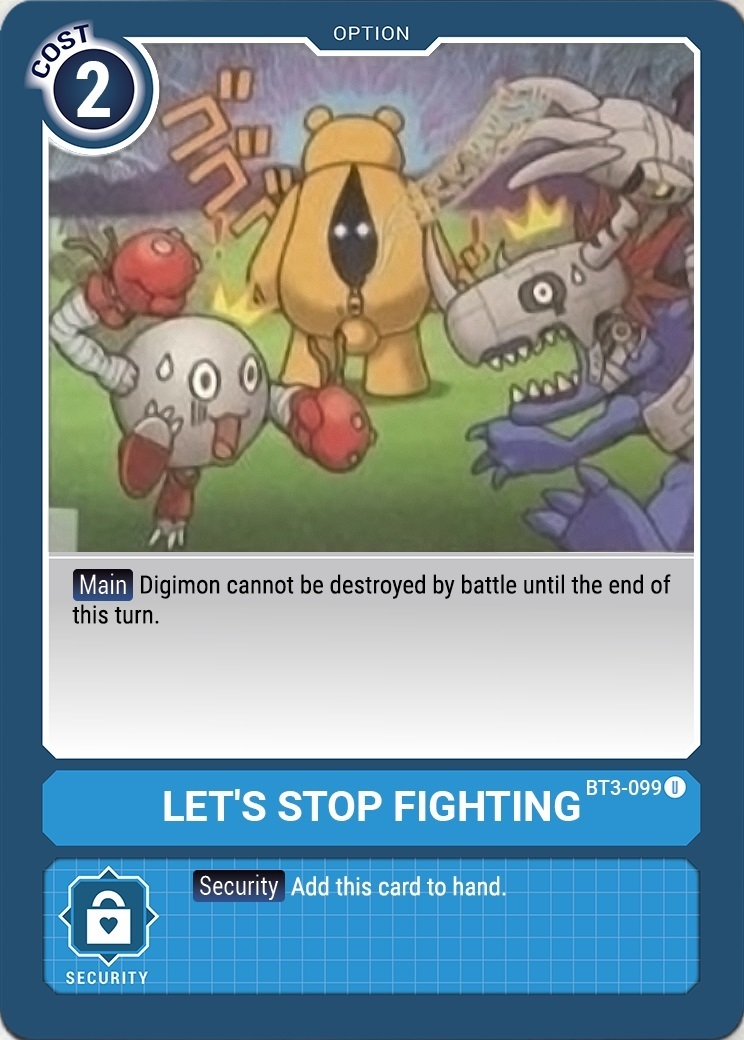 OPTION
COST
2
ゴゴゴ
Main Digimon cannot be destroyed by battle until the end of
this turn.
BT3-099 U
LET'S STOP FIGHTING
Security Add this card to hand.
SECURITY